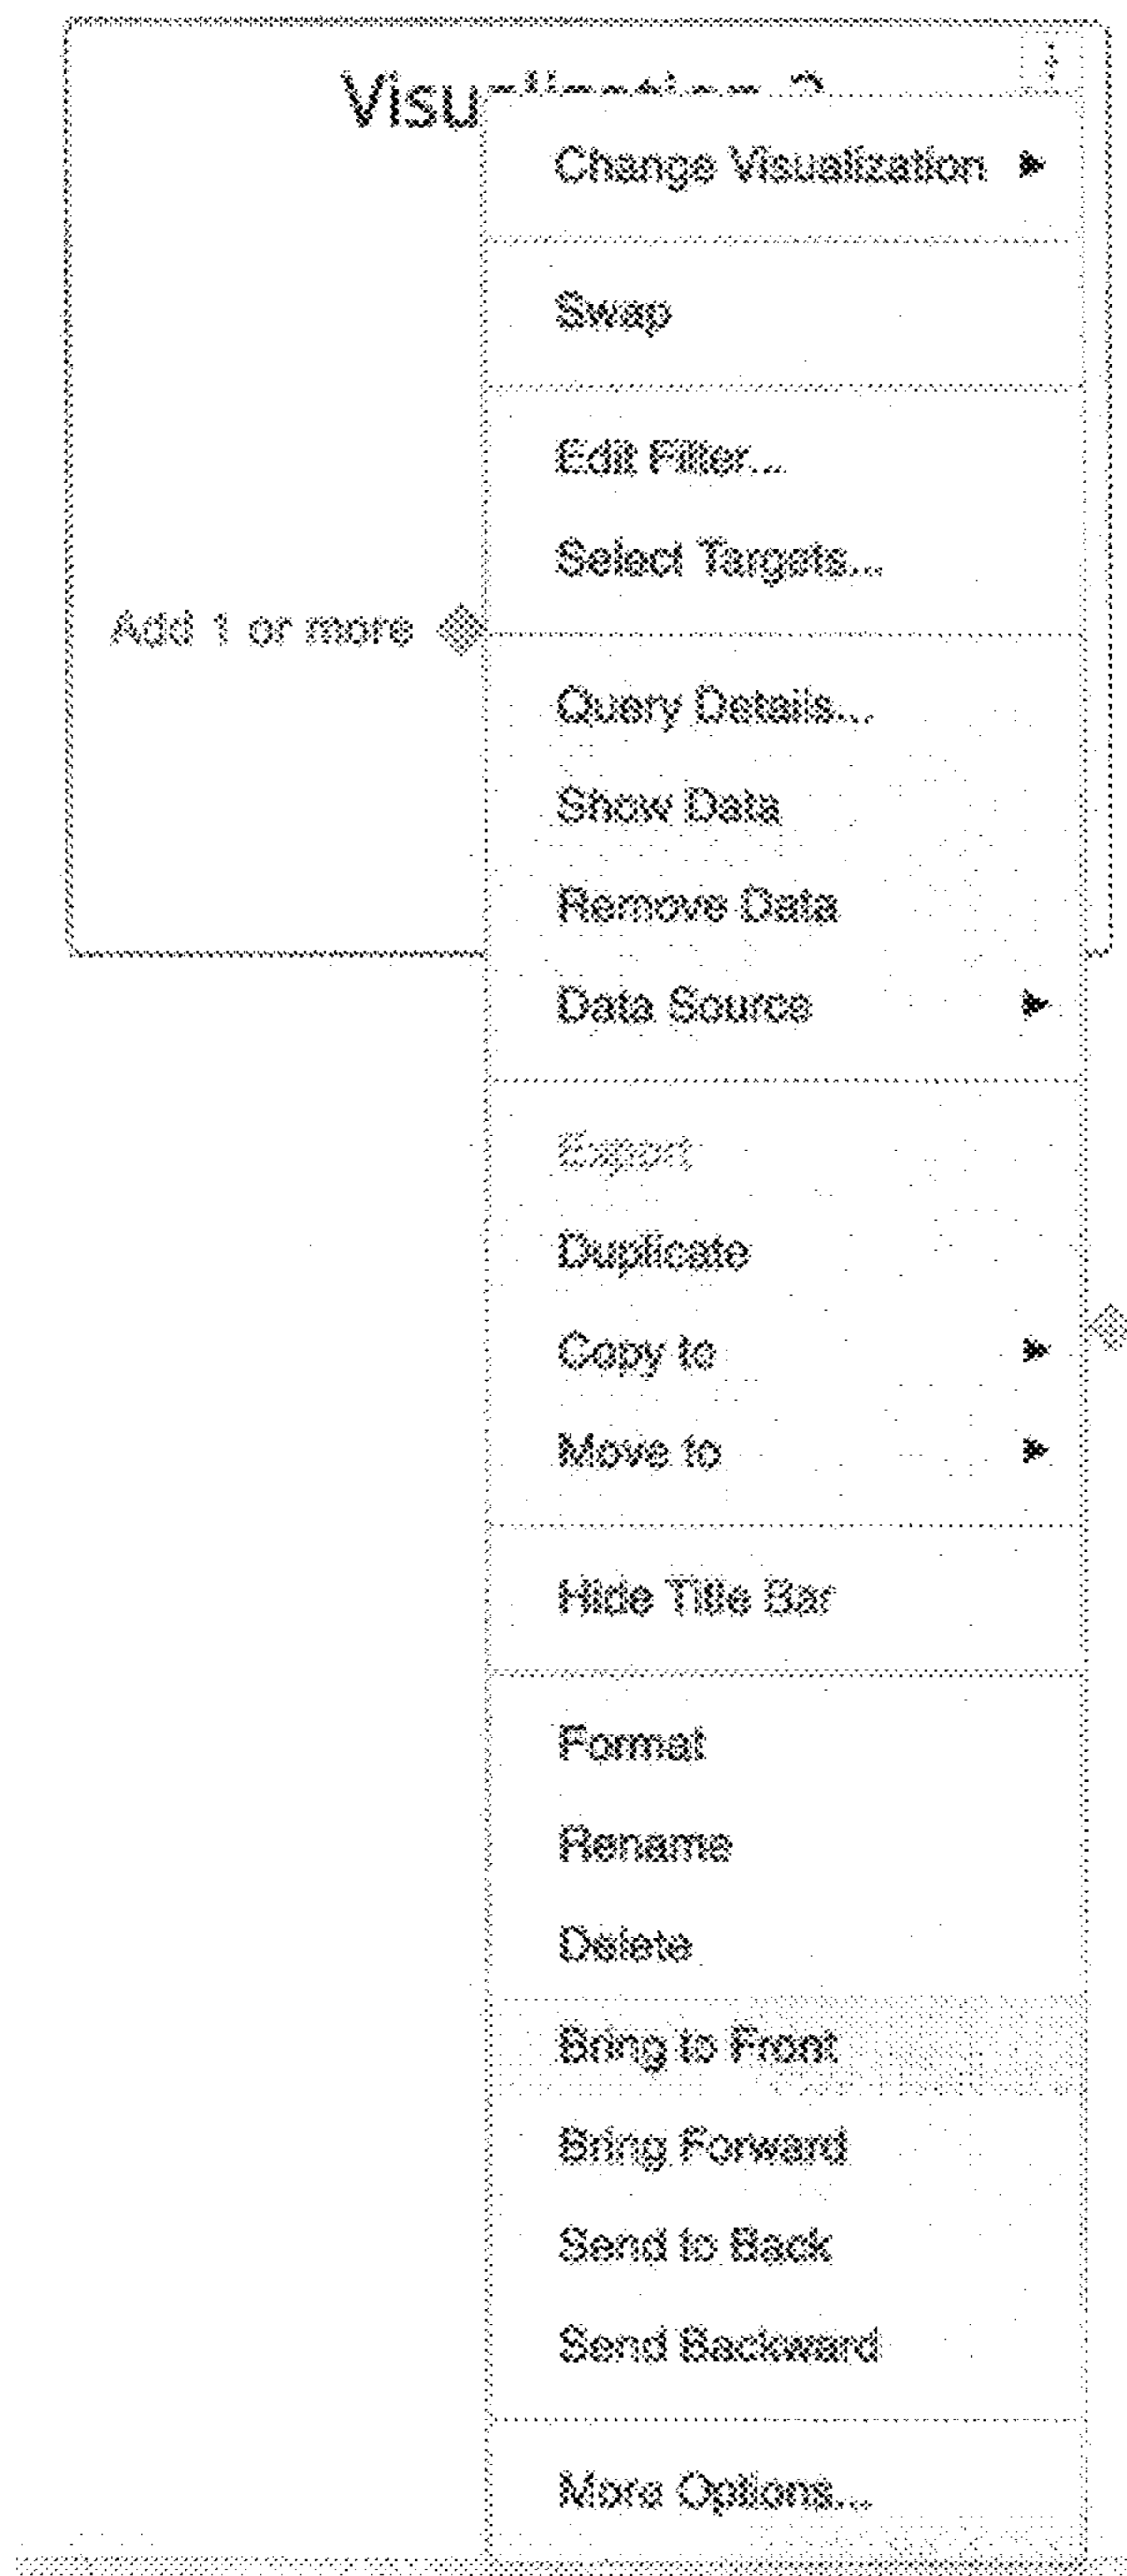 Change Visualization
Swap
Edit Filter...
Select Targets...
Add 1 or more
Query Details...
Show Data
Remove Data
Data Source
Export
Duplicate
Copy to
Move to
Hide Title Bar
Format
Rename
Delete
Bring to Front
Bring Forward
Send to Back
Send Backward
More Options...